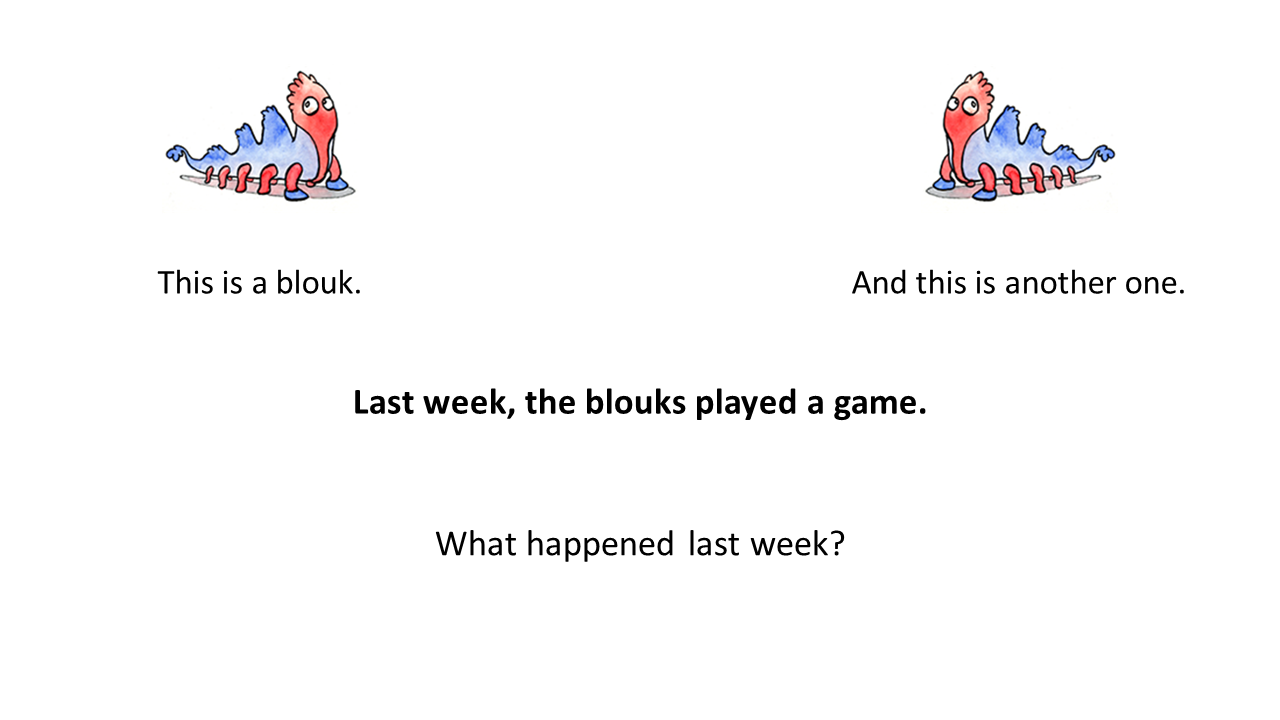 This is a blouk.
And this is another one.
Last week, the blouks played a game.
What happened last week?